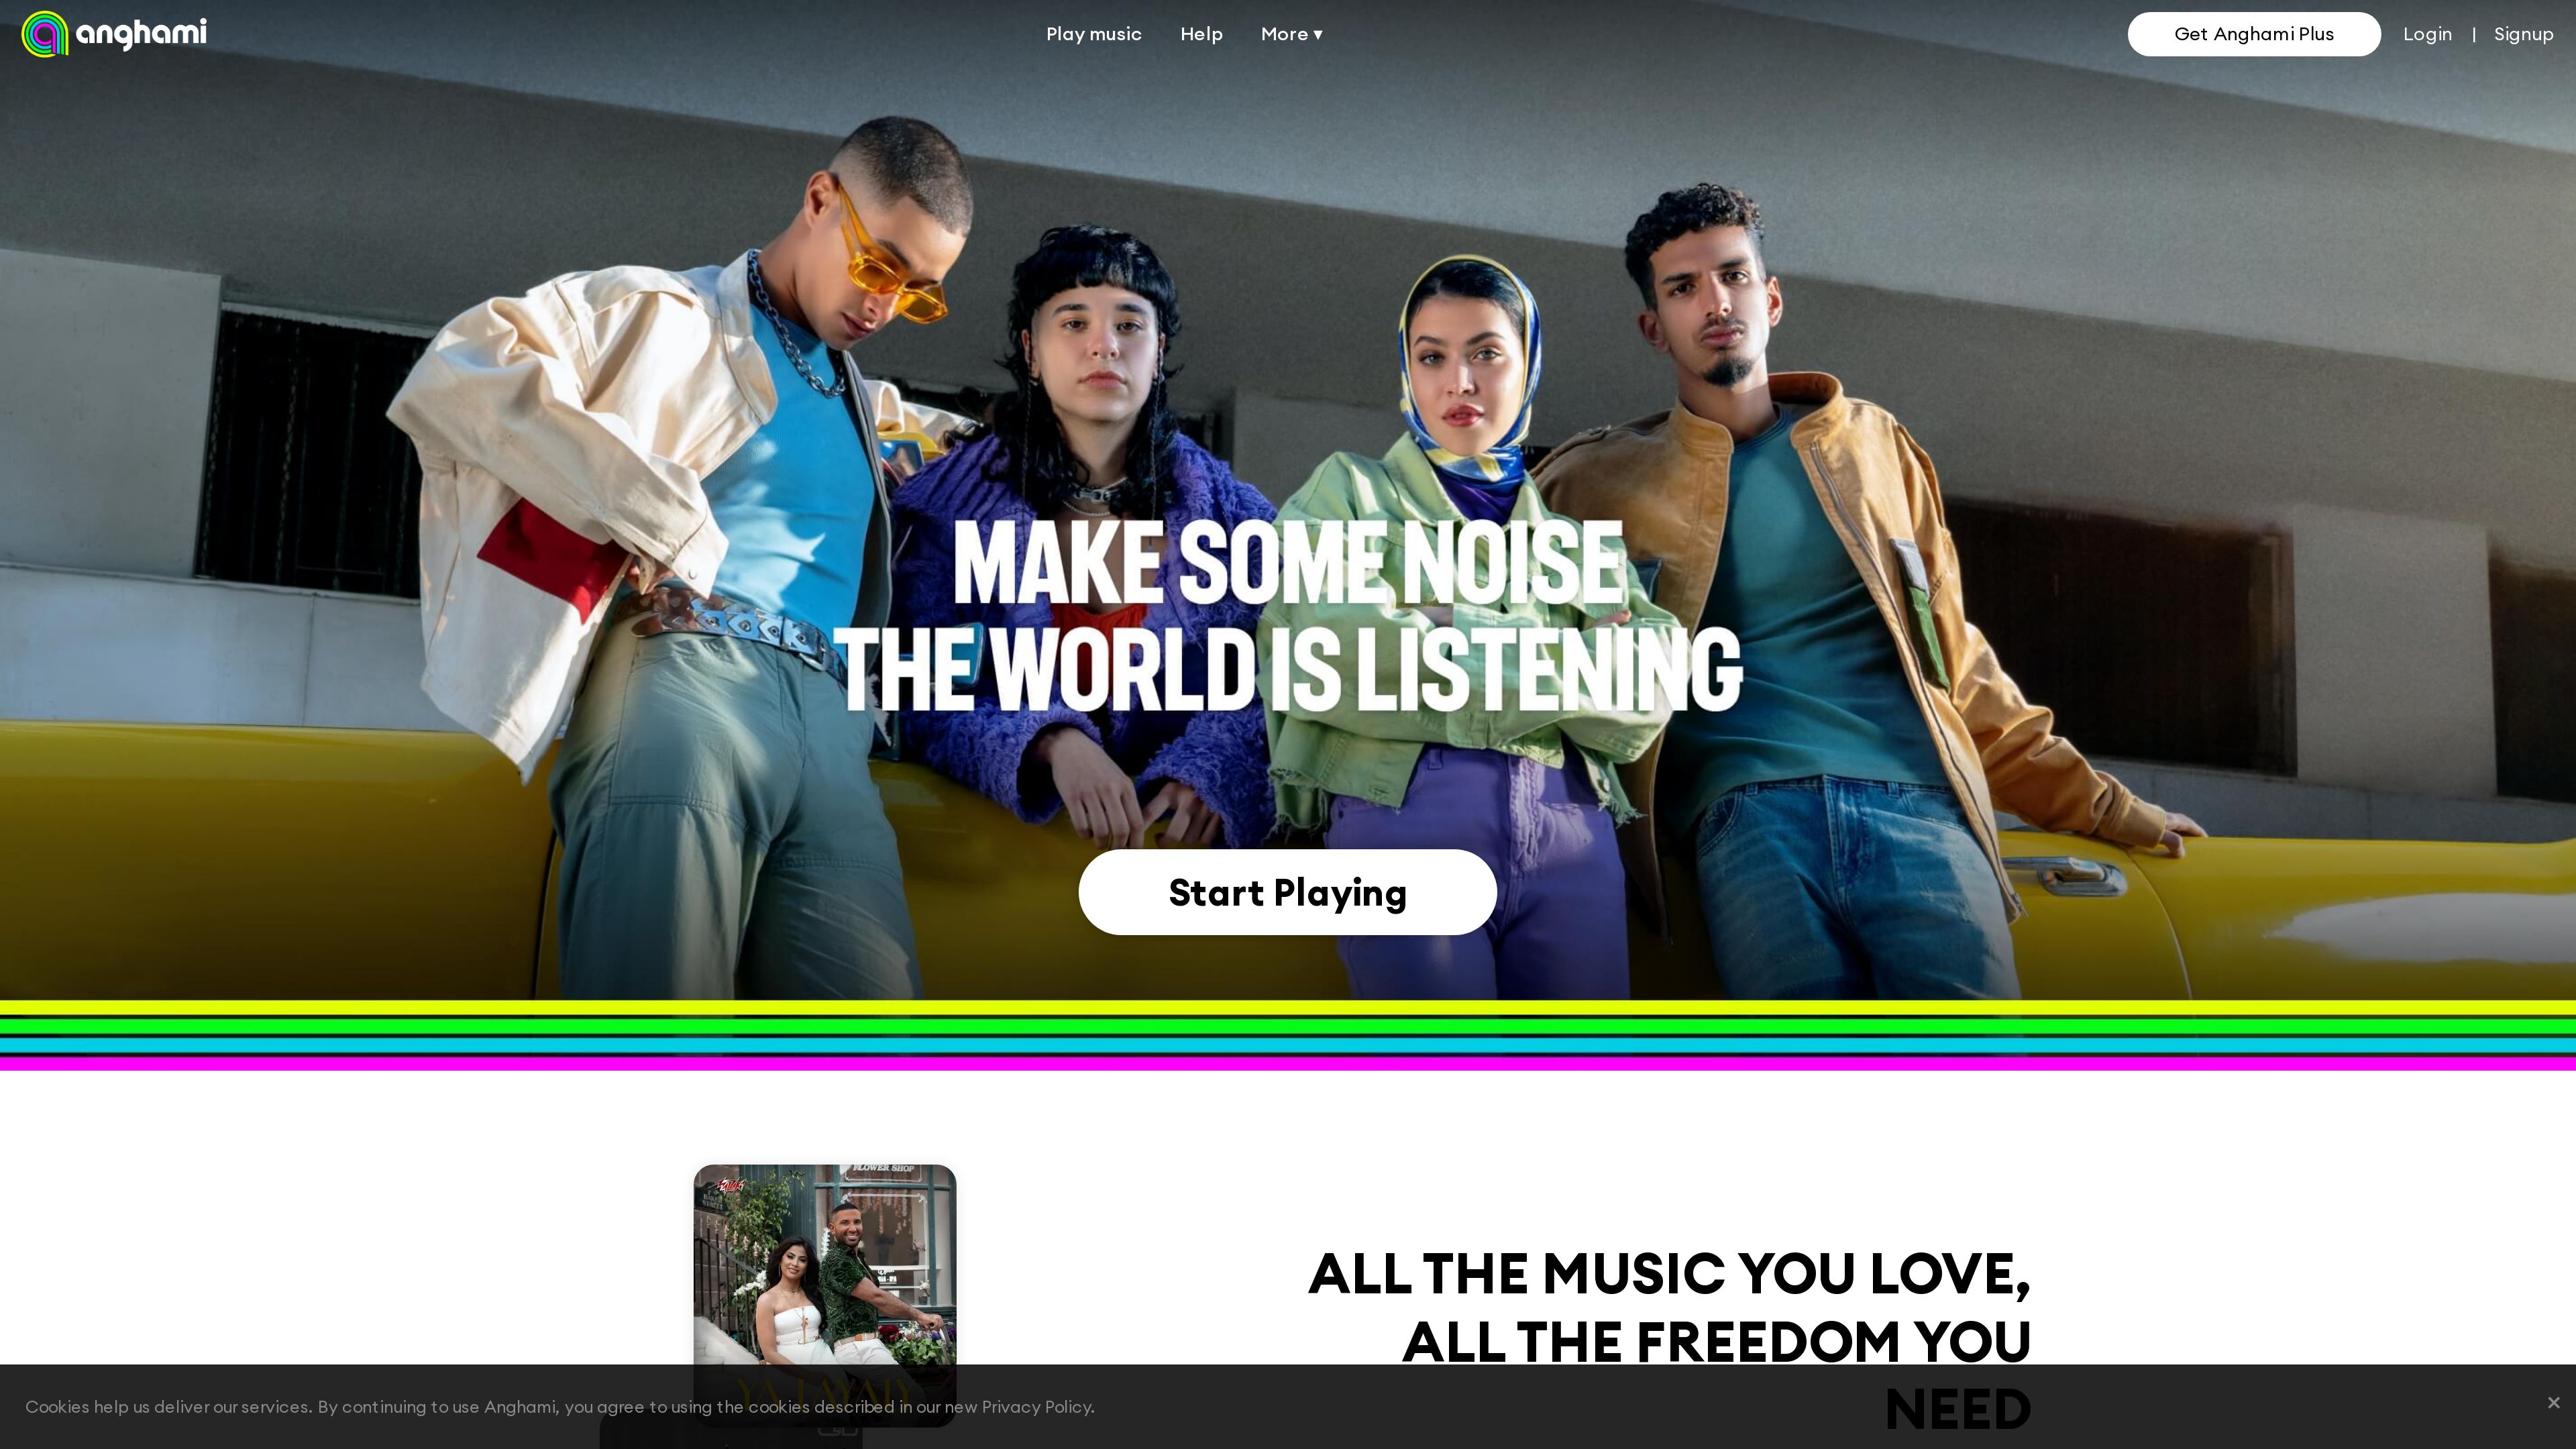 anghami
Play music
Help
More ▾
Get Anghami Plus
Login
|
Signup
MAKE SOME NOISE
THE WORLD IS LISTENING
Start Playing
FLOWER SHOP
ALL THE MUSIC YOU LOVE,
ALL THE FREEDOM YOU
NEED
Cookies help us deliver our services. By continuing to use Anghami, you agree to using the cookies described in our new Privacy Policy.
×